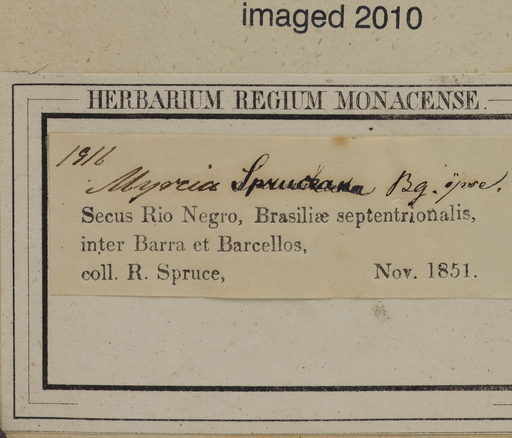 imaged 2010
HERBARIUM REGIUM MONACENSE.
1916
Myrcia Spruceana Bg. ipse.
Secus Rio Negro, Brasiliæ septentrionalis,
inter Barra et Barcellos,
coll. R. Spruce, Nov. 1851.